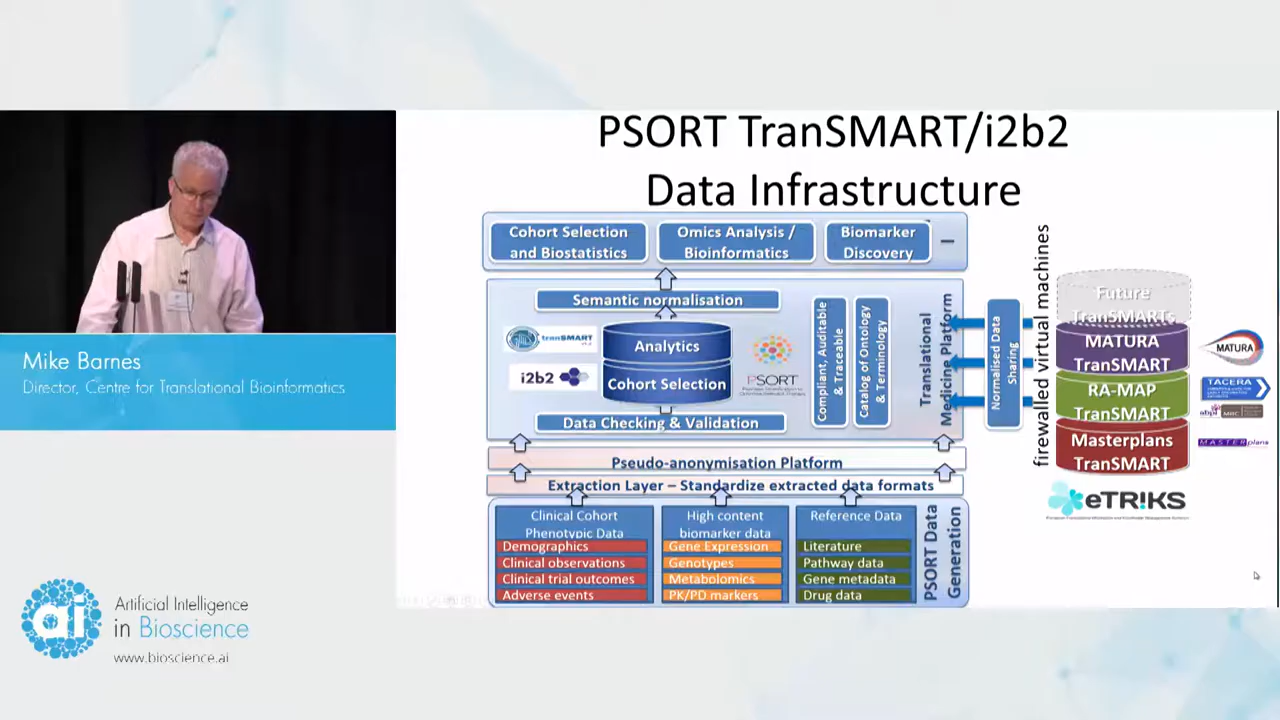 PSORT TranSMART/i2b2
Data Infrastructure
Cohort Selection
and Biostatistics
Omics Analysis /
Bioinformatics
Biomarker
Discovery
Semantic normalisation
tranSMART
i2b2
Analytics
Cohort Selection
PSORT
Data Checking & Validation
Compliant, Auditable
& Traceable
Catalog of Ontology
& Terminology
Translational
Medicine Platform
Normalised Data
Sharing
firewalled virtual machines
Future
TranSMARTs
MATURA
TranSMART
RA-MAP
TranSMART
Masterplans
TranSMART
MATURA
TACERA
abpi
MRC
MASTERplans
eTRIKS
Pseudo-anonymisation Platform
Extraction Layer – Standardize extracted data formats
Clinical Cohort
Phenotypic Data
Demographics
Clinical observations
Clinical trial outcomes
Adverse events
High content
biomarker data
Gene Expression
Genotypes
Metabolomics
PK/PD markers
Reference Data
Literature
Pathway data
Gene metadata
Drug data
PSORT Data
Generation
Mike Barnes
Director, Centre for Translational Bioinformatics
ai
Artificial Intelligence
in Bioscience
www.bioscience.ai